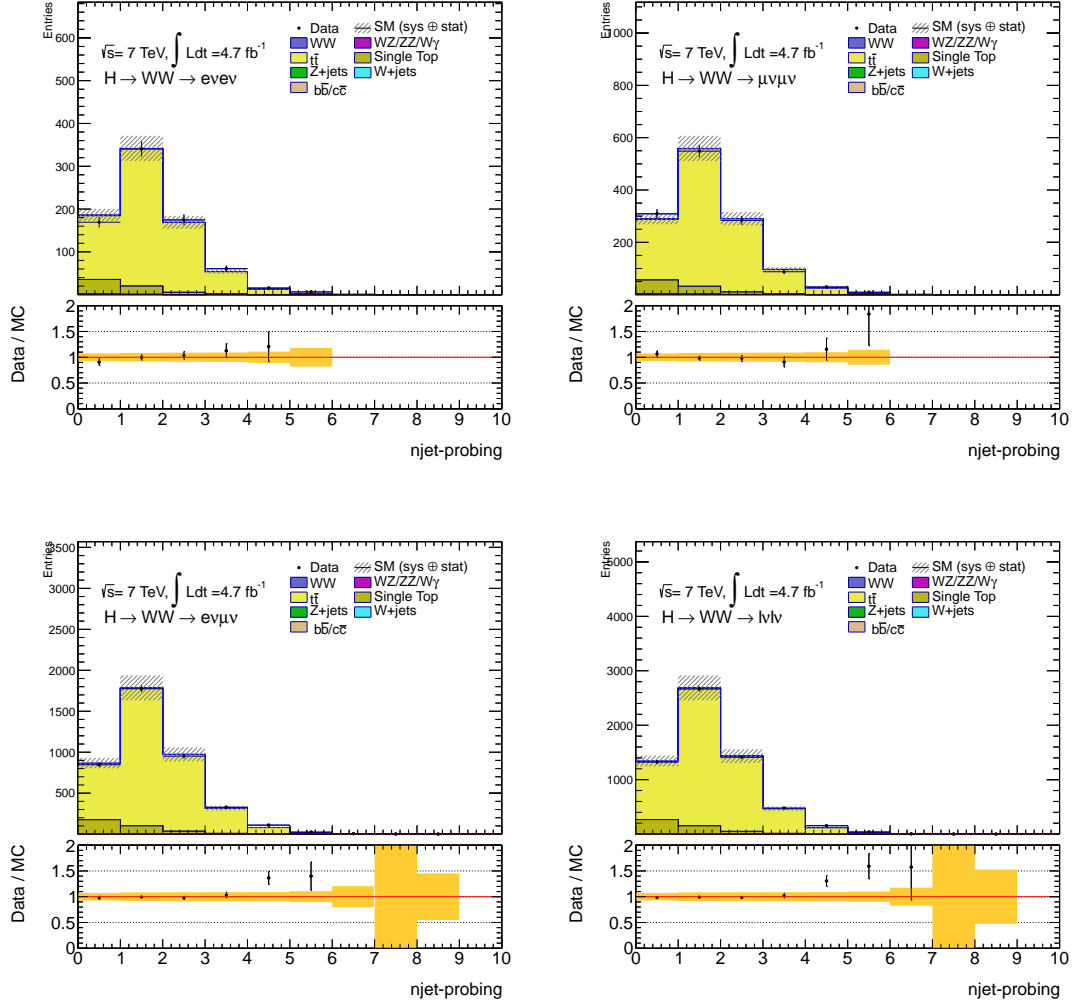 Entries
600
500
400
300
200
100
√s= 7 TeV, ∫ Ldt =4.7 fb⁻¹
H → WW → eνeν
Data
SM (sys ⊕ stat)
WW
WZ/ZZ/Wγ
tt̄
Single Top
Z+jets
W+jets
bb̄/cc̄
Data / MC
2
1.5
1
0.5
0
0 1 2 3 4 5 6 7 8 9 10
njet-probing
Entries
1000
800
600
400
200
√s= 7 TeV, ∫ Ldt =4.7 fb⁻¹
H → WW → μνμν
Data
SM (sys ⊕ stat)
WW
WZ/ZZ/Wγ
tt̄
Single Top
Z+jets
W+jets
bb̄/cc̄
Data / MC
2
1.5
1
0.5
0
0 1 2 3 4 5 6 7 8 9 10
njet-probing
Entries
3500
3000
2500
2000
1500
1000
500
√s= 7 TeV, ∫ Ldt =4.7 fb⁻¹
H → WW → eνμν
Data
SM (sys ⊕ stat)
WW
WZ/ZZ/Wγ
tt̄
Single Top
Z+jets
W+jets
bb̄/cc̄
Data / MC
2
1.5
1
0.5
0
0 1 2 3 4 5 6 7 8 9 10
njet-probing
Entries
5000
4000
3000
2000
1000
√s= 7 TeV, ∫ Ldt =4.7 fb⁻¹
H → WW → lνlν
Data
SM (sys ⊕ stat)
WW
WZ/ZZ/Wγ
tt̄
Single Top
Z+jets
W+jets
bb̄/cc̄
Data / MC
2
1.5
1
0.5
0
0 1 2 3 4 5 6 7 8 9 10
njet-probing